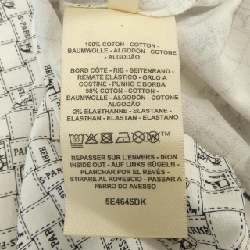 100% COTON - COTTON -
BAUMWOLLE - ALGODON - COTONE
- ALGODÃO
BORD CÔTE - RIB - SEITENRAND -
REMATE ELASTICO - ORLO A
COSTINE - PUNHO E BORDA
98% COTON - COTTON -
BAUMWOLLE - ALGODON - COTONE
ALGODÃO
2% ELASTHANNE - ELASTANE -
ELASTHAN - ELASTAN - ELASTANO
REPASSER SUR L'ENVERS - IRON
INSIDE OUT - AUF LINKS BÜGELN -
PLANCHAR POR EL REVÉS -
STIRARE AL ROVESCIO - PASSAR A
FERRO DO AVESSO
5E4645DK